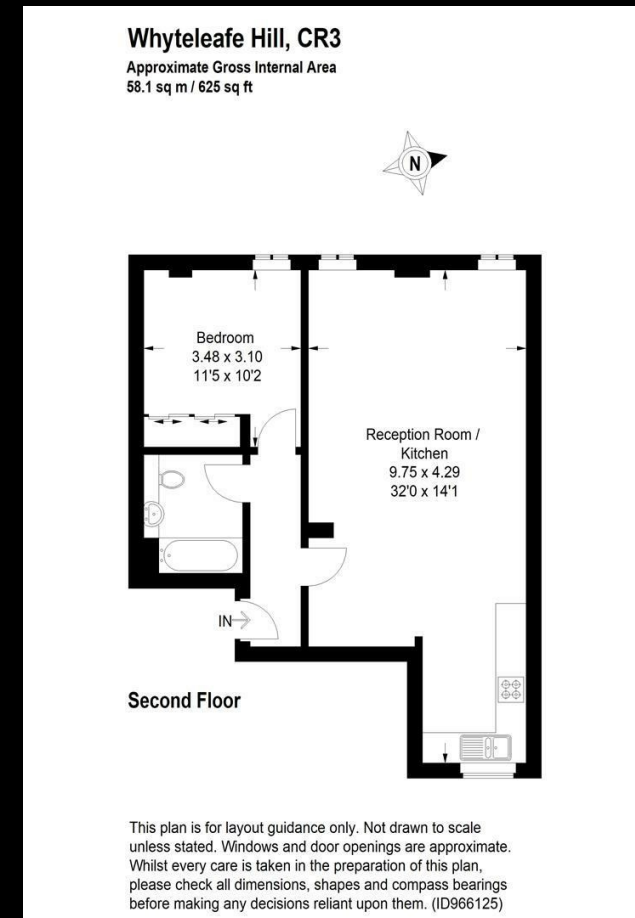 Whyteleafe Hill, CR3
Approximate Gross Internal Area
58.1 sq m / 625 sq ft
N
Bedroom
3.48 x 3.10
11'5 x 10'2
Reception Room /
Kitchen
9.75 x 4.29
32'0 x 14'1
IN
Second Floor
This plan is for layout guidance only. Not drawn to scale
unless stated. Windows and door openings are approximate.
Whilst every care is taken in the preparation of this plan,
please check all dimensions, shapes and compass bearings
before making any decisions reliant upon them. (ID966125)